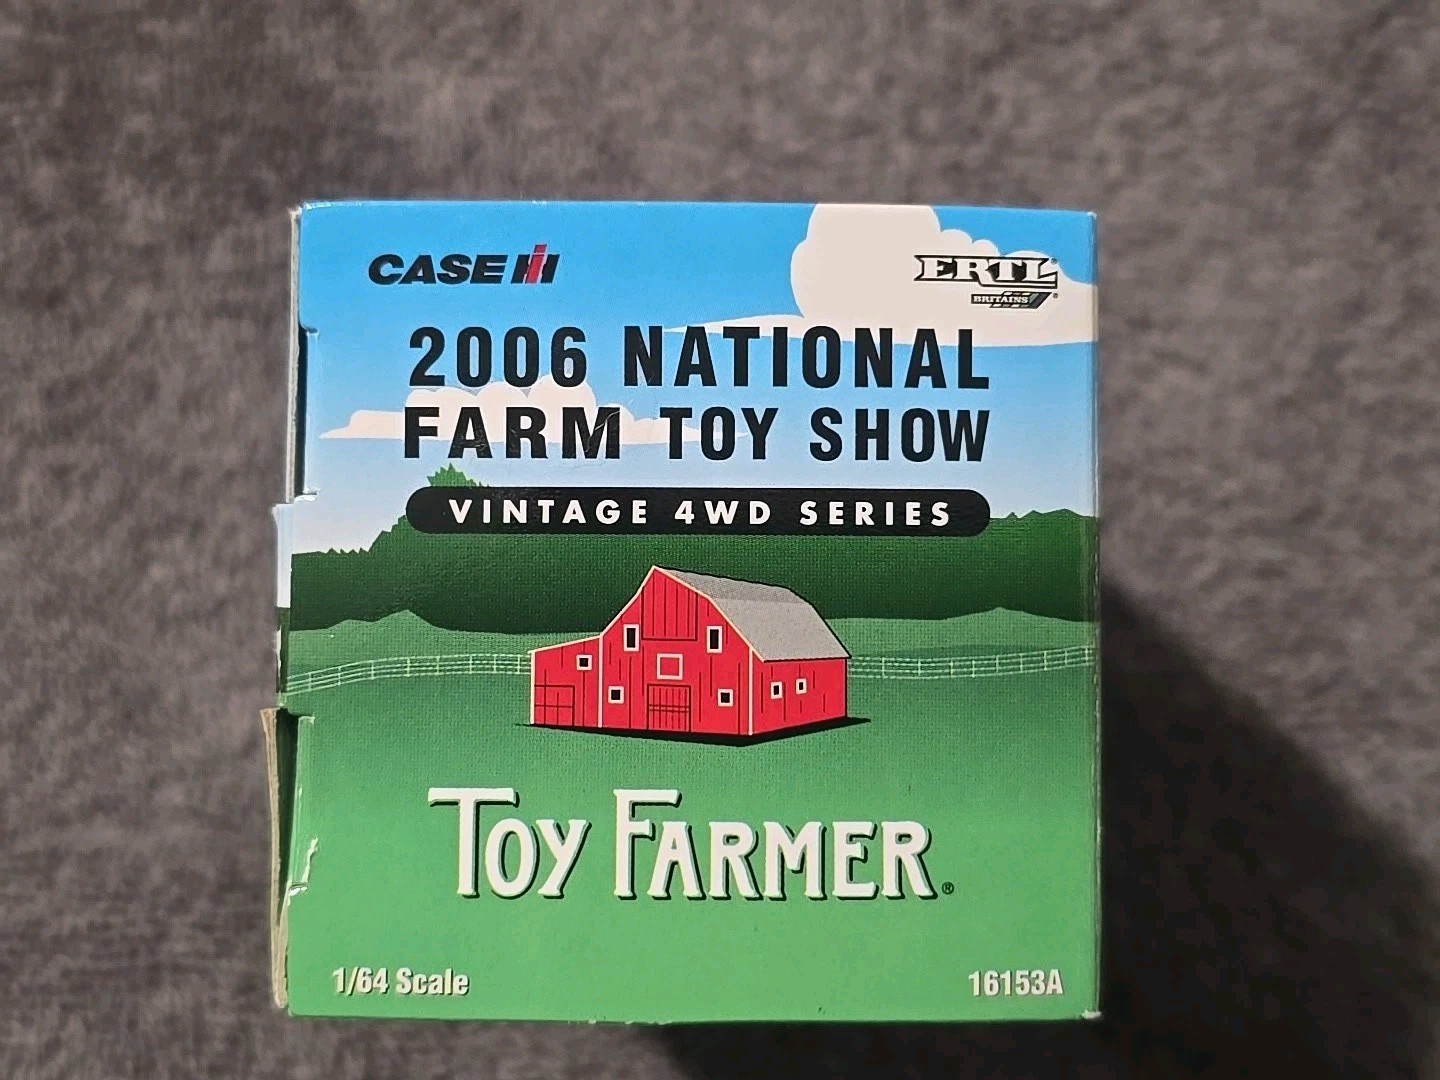 CASE IH
ERTL®
BRITAINS®
2006 NATIONAL
FARM TOY SHOW
VINTAGE 4WD SERIES
TOY FARMER®
1/64 Scale
16153A